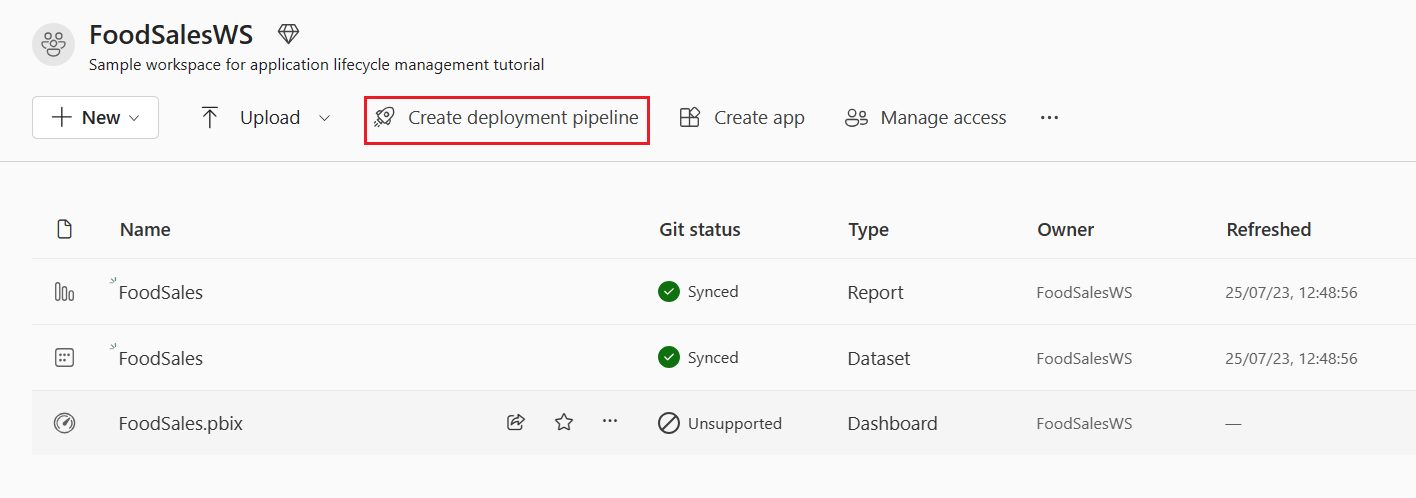 FoodSalesWS
Sample workspace for application lifecycle management tutorial
New Upload Create deployment pipeline Create app Manage access ...
Name Git status Type Owner Refreshed
FoodSales Synced Report FoodSalesWS 25/07/23, 12:48:56
FoodSales Synced Dataset FoodSalesWS 25/07/23, 12:48:56
FoodSales.pbix ... Unsupported Dashboard FoodSalesWS —